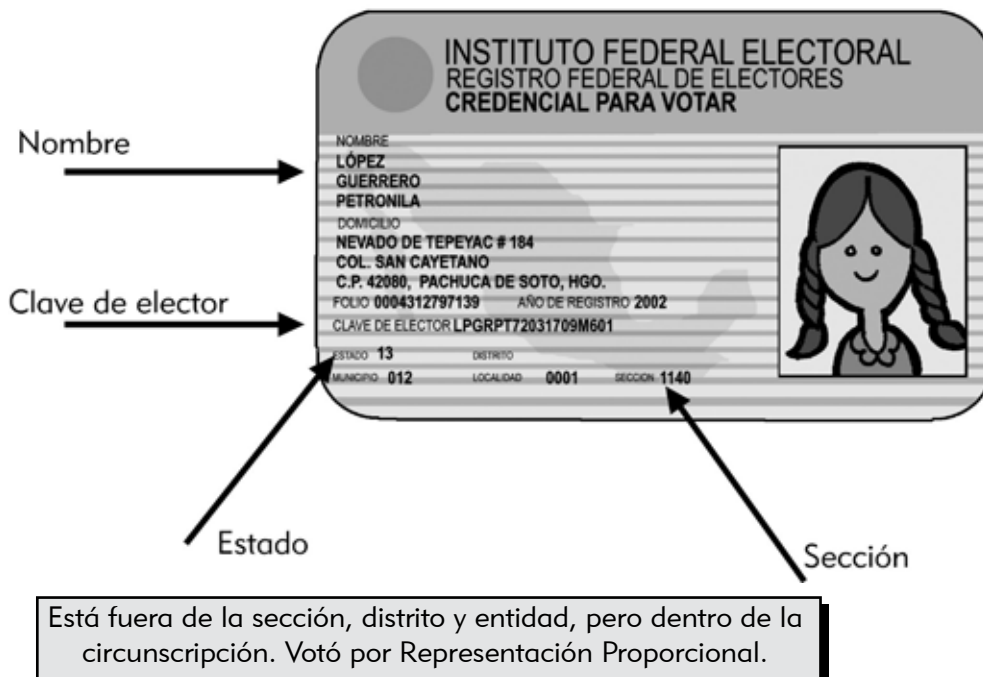 INSTITUTO FEDERAL ELECTORAL
REGISTRO FEDERAL DE ELECTORES
CREDENCIAL PARA VOTAR
Nombre
NOMBRE
LÓPEZ
GUERRERO
PETRONILA
DOMICILIO
NEVADO DE TEPEYAC # 184
COL. SAN CAYETANO
C.P. 42080, PACHUCA DE SOTO, HGO.
Clave de elector
FOLIO 0004312797139 AÑO DE REGISTRO 2002
CLAVE DE ELECTOR LPGRPT72031709M601
ESTADO 13 DISTRITO
MUNICIPIO 012 LOCALIDAD 0001 SECCION 1140
Estado
Sección
Está fuera de la sección, distrito y entidad, pero dentro de la
circunscripción. Votó por Representación Proporcional.